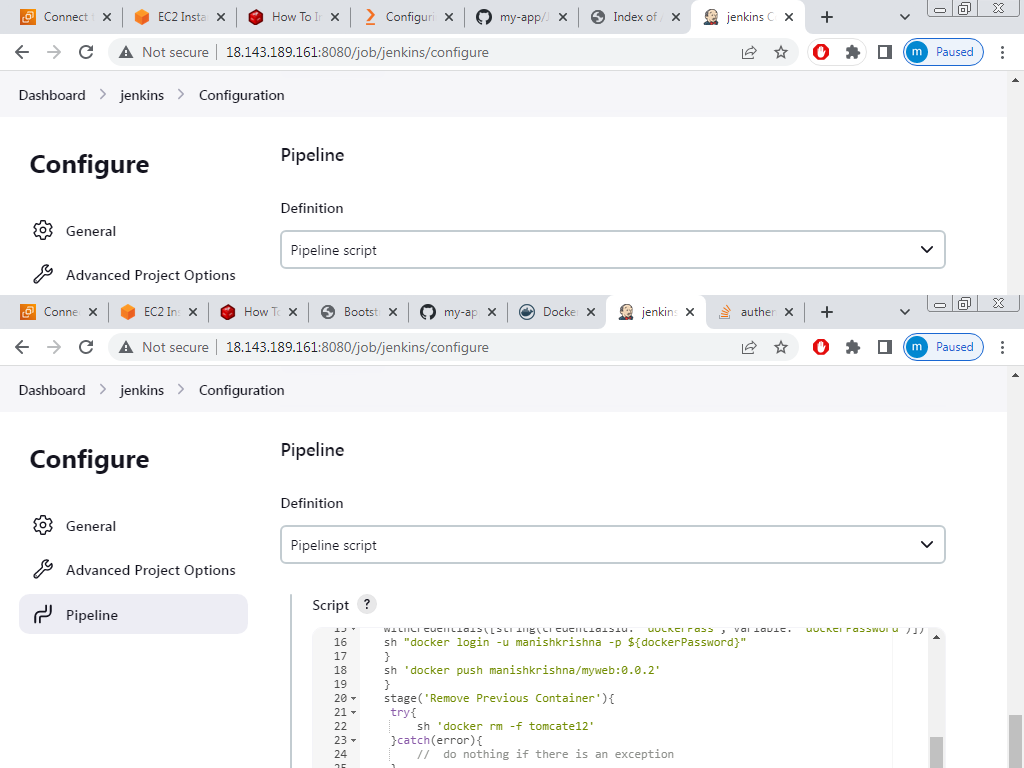 Connect EC2 Insta How To I Configuri my-app/ Index of jenkins C
Not secure 18.143.189.161:8080/job/jenkins/configure m Paused
Dashboard jenkins Configuration
Configure
Pipeline
Definition
General
Pipeline script
Advanced Project Options
Connec EC2 In How To Bootst my-ap Docke jenkin auther
Not secure 18.143.189.161:8080/job/jenkins/configure m Paused
Dashboard jenkins Configuration
Configure
Pipeline
Definition
General
Pipeline script
Advanced Project Options
Pipeline
Script ?
15 withCredentials([string(credentialsId: 'dockerPass', variable: 'dockerPassword')])
16 sh "docker login -u manishkrishna -p ${dockerPassword}"
17 }
18 sh 'docker push manishkrishna/myweb:0.0.2'
19 }
20 stage('Remove Previous Container'){
21 try{
22 sh 'docker rm -f tomcate12'
23 }catch(error){
24 // do nothing if there is an exception
25